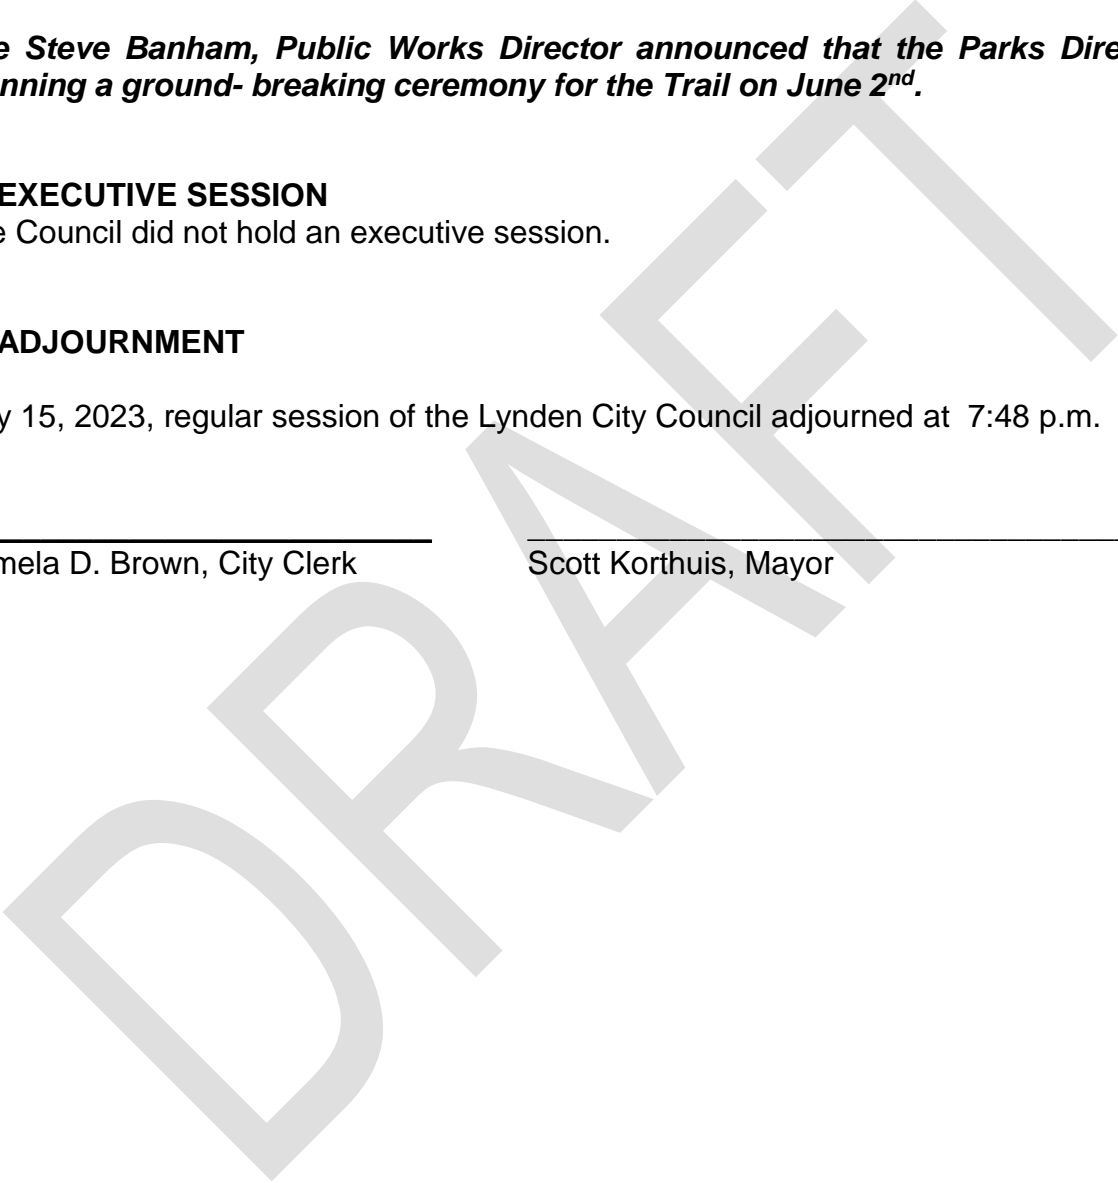 e Steve Banham, Public Works Director announced that the Parks Dire
nning a ground- breaking ceremony for the Trail on June 2nd.
EXECUTIVE SESSION
e Council did not hold an executive session.
ADJOURNMENT
y 15, 2023, regular session of the Lynden City Council adjourned at 7:48 p.m.
mela D. Brown, City Clerk Scott Korthuis, Mayor
DRAFT